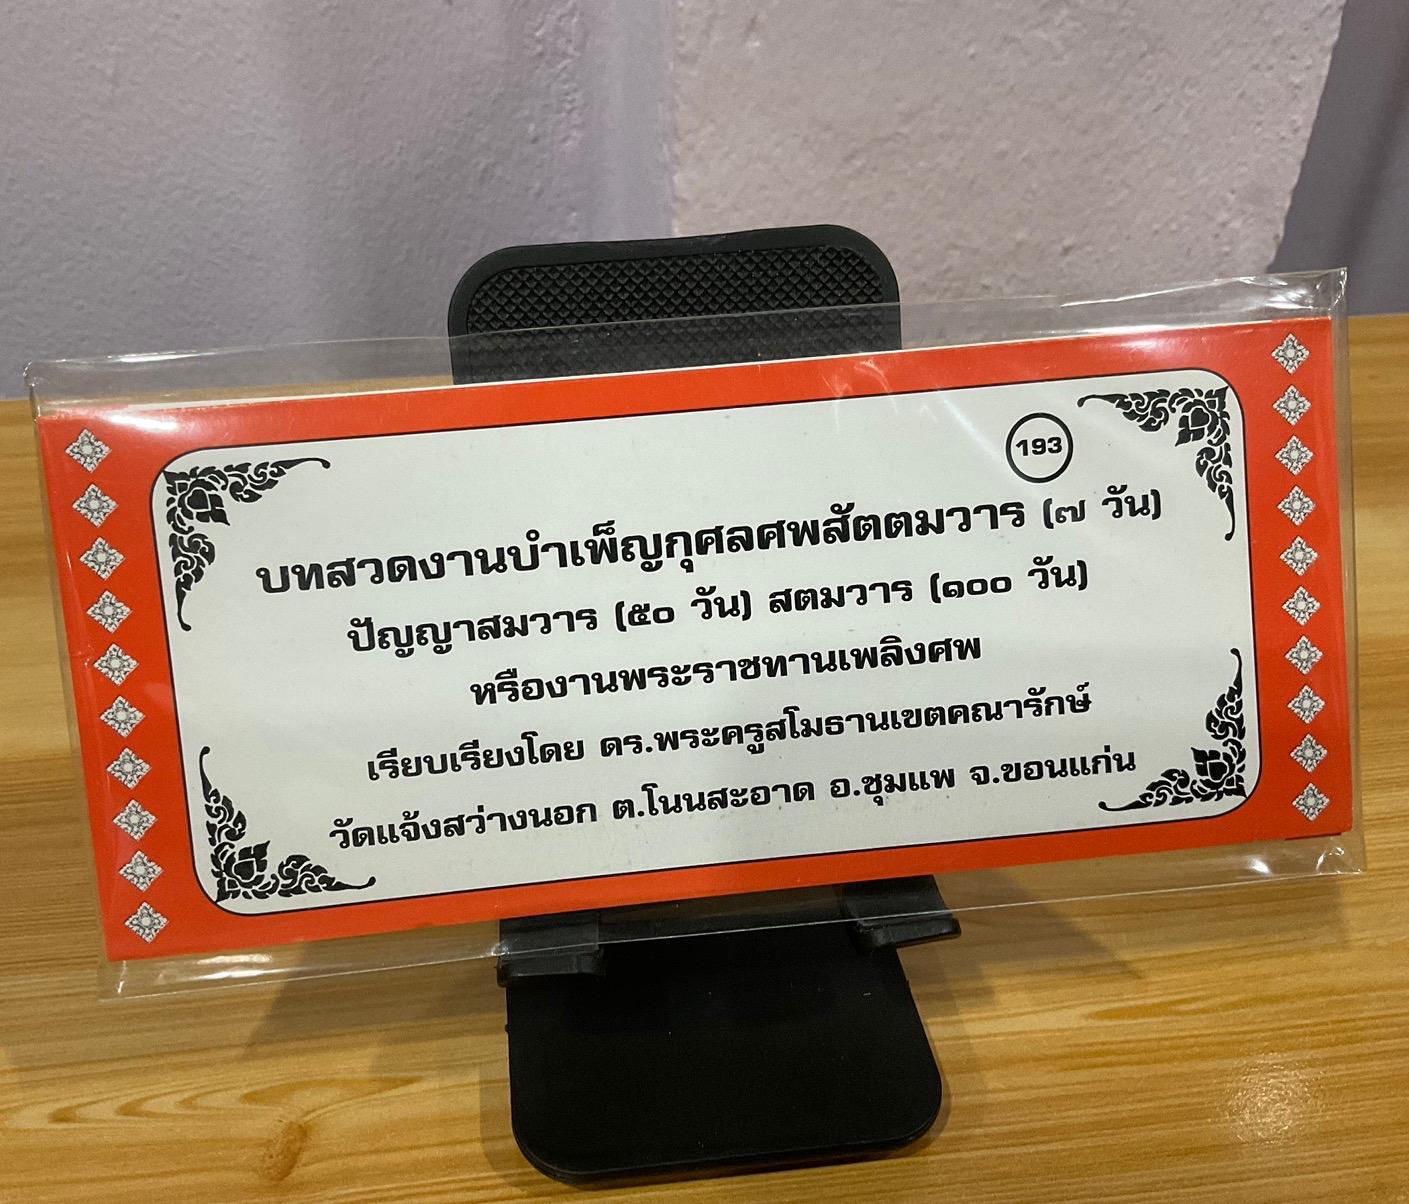 193
บทสวดงานบำเพ็ญกุศลศพสัตตมวาร (๗ วัน)
ปัญญาสมวาร (๕๐ วัน) สตมวาร (๑๐๐ วัน)
หรืองานพระราชทานเพลิงศพ
เรียบเรียงโดย ดร.พระครูสโมธานเขตคณารักษ์
วัดแจ้งสว่างนอก ต.โนนสะอาด อ.ชุมแพ จ.ขอนแก่น